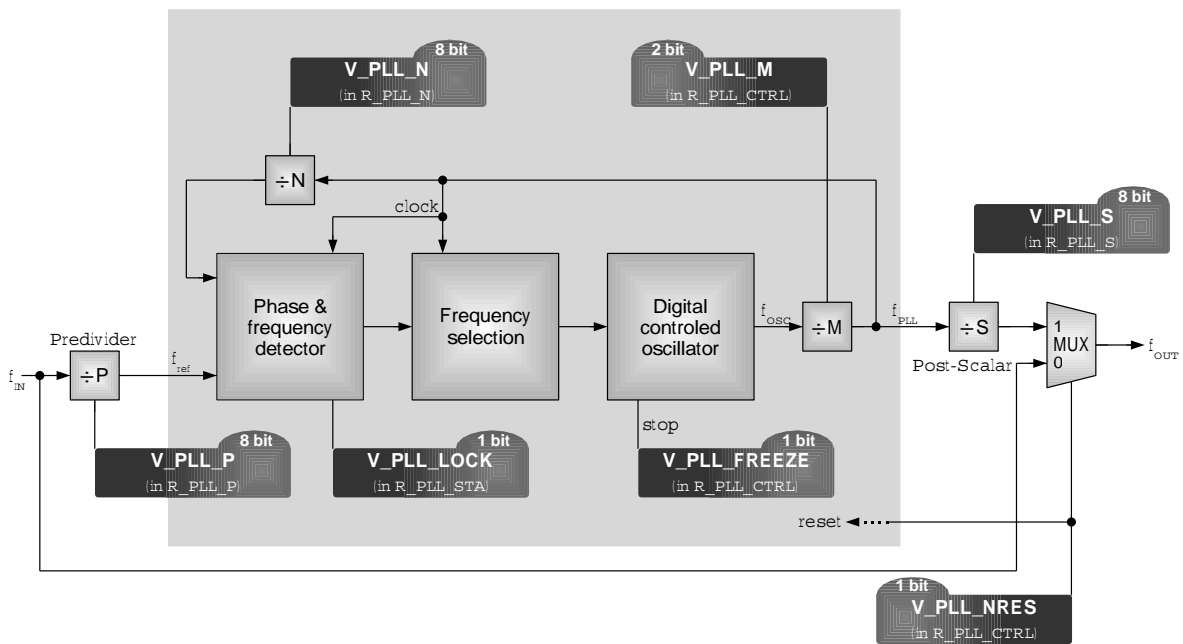 8 bit
V_PLL_N
(in R_PLL_N)
2 bit
V_PLL_M
(in R_PLL_CTRL)
÷N
clock
8 bit
V_PLL_S
(in R_PLL_S)
Phase &
frequency
detector
Frequency
selection
Digital
controled
oscillator
fOSC
÷M
fPLL
÷S
Post-Scalar
1
MUX
0
fOUT
Predivider
fIN
÷P
fref
8 bit
V_PLL_P
(in R_PLL_P)
1 bit
V_PLL_LOCK
(in R_PLL_STA)
stop
1 bit
V_PLL_FREEZE
(in R_PLL_CTRL)
reset
1 bit
V_PLL_NRES
(in R_PLL_CTRL)